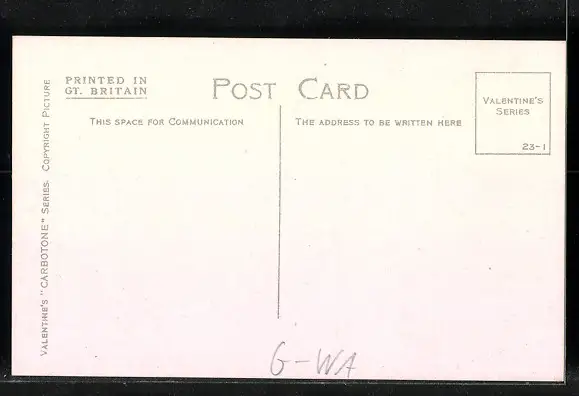 PRINTED IN
GT. BRITAIN
POST CARD
THIS SPACE FOR COMMUNICATION
THE ADDRESS TO BE WRITTEN HERE
VALENTINE'S
SERIES
23-1
VALENTINE'S "CARBOTONE" SERIES. COPYRIGHT PICTURE
G-WA